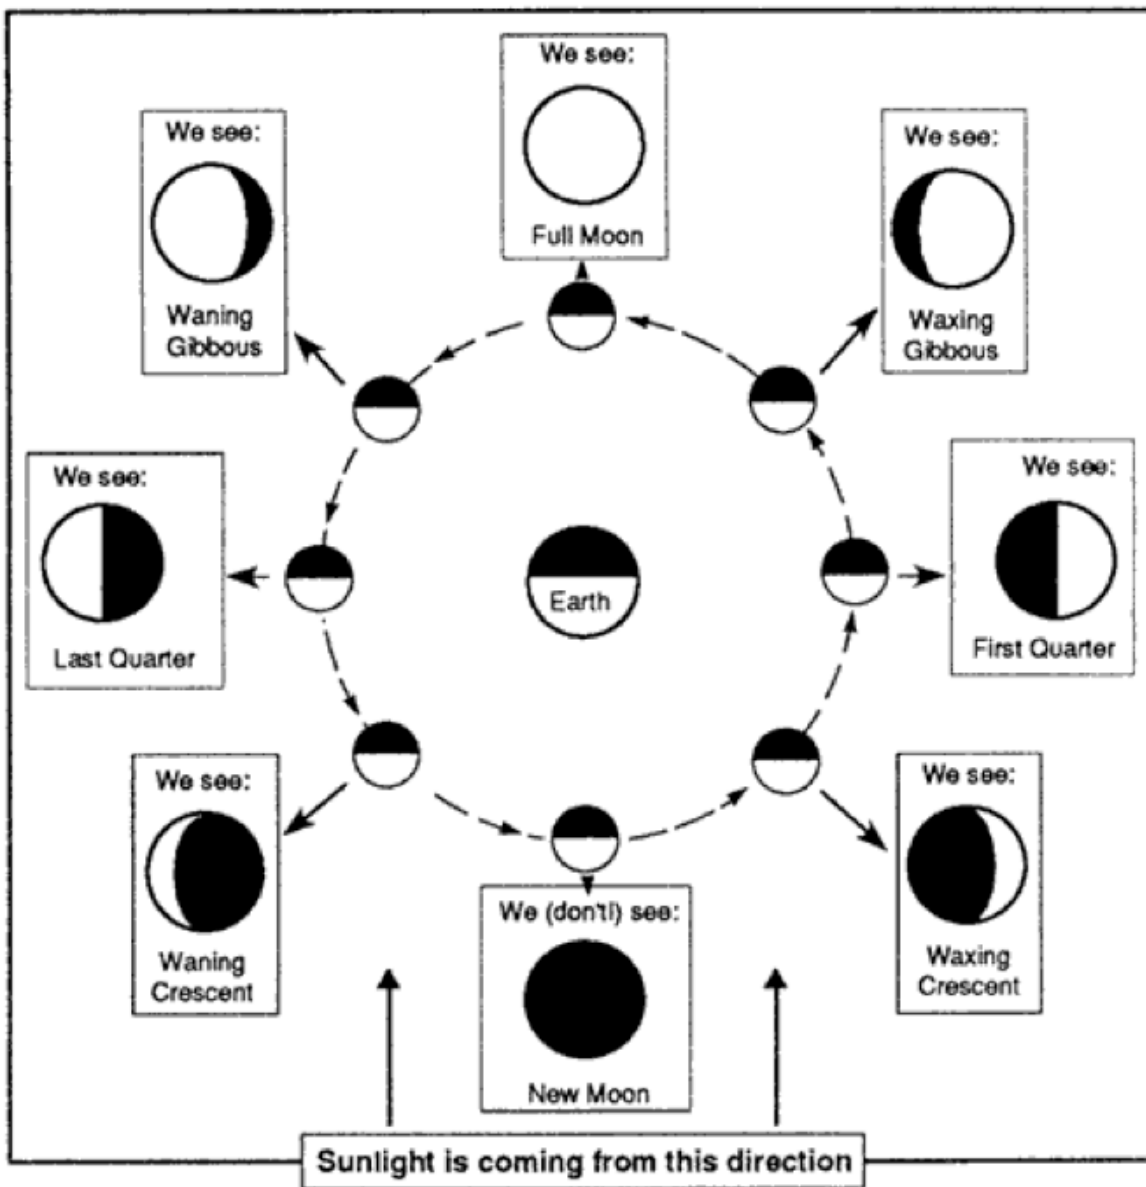 We see:
Full Moon
We see:
Waning
Gibbous
We see:
Waxing
Gibbous
We see:
Last Quarter
Earth
We see:
First Quarter
We see:
Waning
Crescent
We (don'tl) see:
New Moon
We see:
Waxing
Crescent
Sunlight is coming from this direction